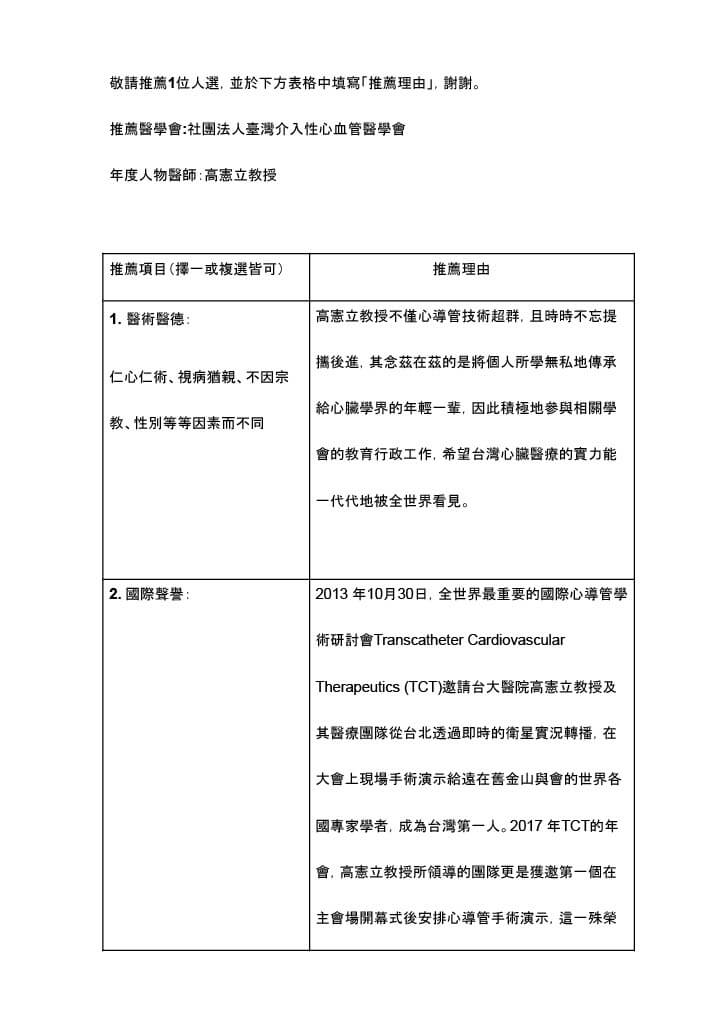 敬請推薦1位人選，並於下方表格中填寫「推薦理由」，謝謝。
推薦醫學會:社團法人臺灣介入性心血管醫學會
年度人物醫師：高憲立教授
推薦項目（擇一或複選皆可）
推薦理由
1. 醫術醫德：
仁心仁術、視病猶親、不因宗
教、性別等等因素而不同
高憲立教授不僅心導管技術超群，且時時不忘提
攜後進，其念茲在茲的是將個人所學無私地傳承
給心臟學界的年輕一輩，因此積極地參與相關學
會的教育行政工作，希望台灣心臟醫療的實力能
一代代地被全世界看見。
2. 國際聲譽：
2013 年10月30日，全世界最重要的國際心導管學
術研討會Transcatheter Cardiovascular
Therapeutics (TCT)邀請台大醫院高憲立教授及
其醫療團隊從台北透過即時的衛星實況轉播，在
大會上現場手術演示給遠在舊金山與會的世界各
國專家學者，成為台灣第一人。2017 年TCT的年
會，高憲立教授所領導的團隊更是獲邀第一個在
主會場開幕式後安排心導管手術演示，這一殊榮